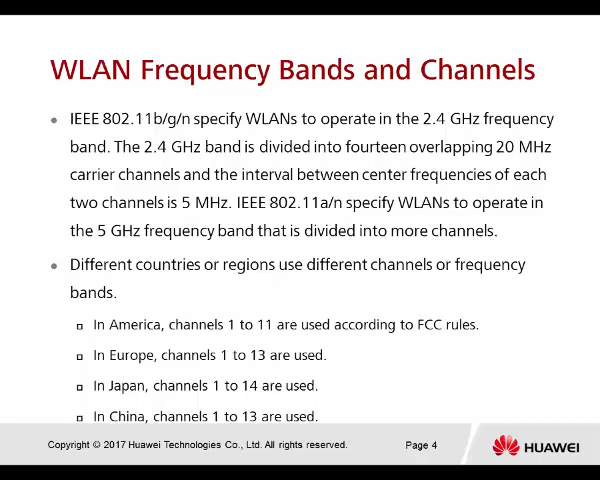 WLAN Frequency Bands and Channels
IEEE 802.11b/g/n specify WLANs to operate in the 2.4 GHz frequency
band. The 2.4 GHz band is divided into fourteen overlapping 20 MHz
carrier channels and the interval between center frequencies of each
two channels is 5 MHz. IEEE 802.11a/n specify WLANs to operate in
the 5 GHz frequency band that is divided into more channels.
Different countries or regions use different channels or frequency
bands.
In America, channels 1 to 11 are used according to FCC rules.
In Europe, channels 1 to 13 are used.
In Japan, channels 1 to 14 are used.
In China, channels 1 to 13 are used.
Copyright © 2017 Huawei Technologies Co., Ltd. All rights reserved.
Page 4
HUAWEI